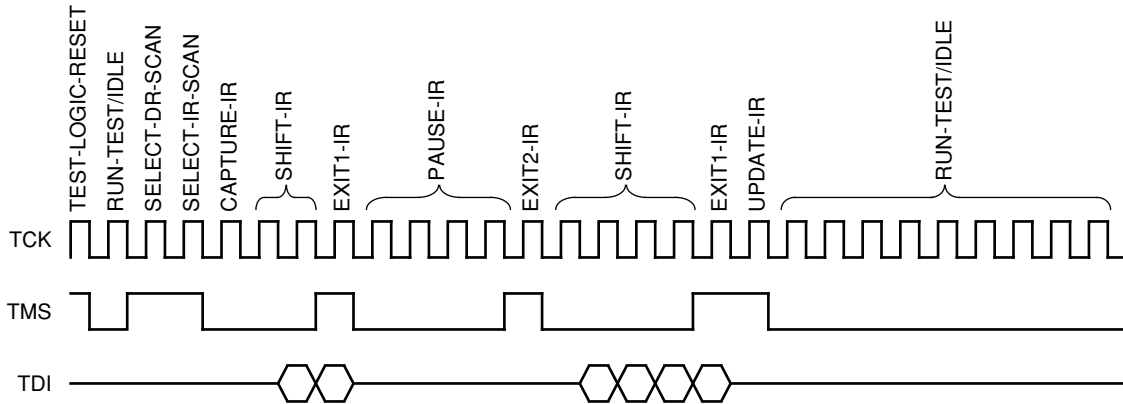 TEST-LOGIC-RESET
RUN-TEST/IDLE
SELECT-DR-SCAN
SELECT-IR-SCAN
CAPTURE-IR
SHIFT-IR
EXIT1-IR
PAUSE-IR
EXIT2-IR
SHIFT-IR
EXIT1-IR
UPDATE-IR
RUN-TEST/IDLE
TCK
TMS
TDI